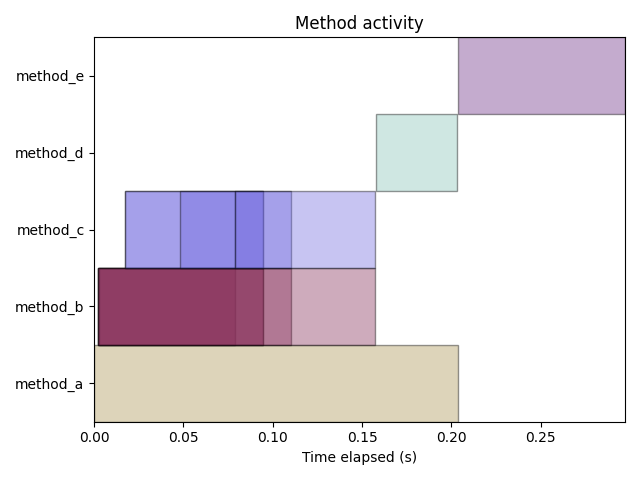 Method activity
method_e
method_d
method_c
method_b
method_a
0.00 0.05 0.10 0.15 0.20 0.25
Time elapsed (s)